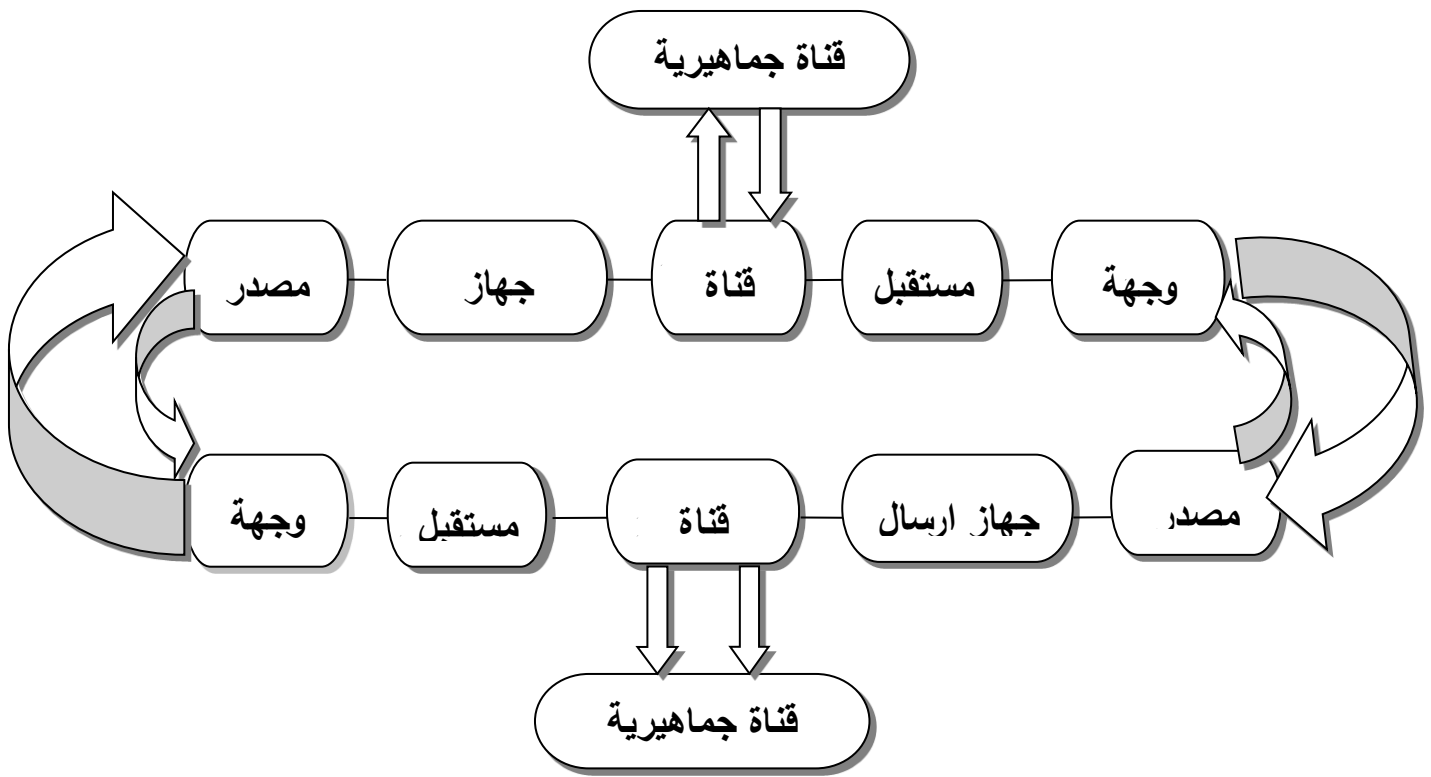 قناة جماهيرية
وجهة
مستقبل
قناة
جهاز
مصدر
مصدر
جهاز ارسال
قناة
مستقبل
وجهة
قناة جماهيرية